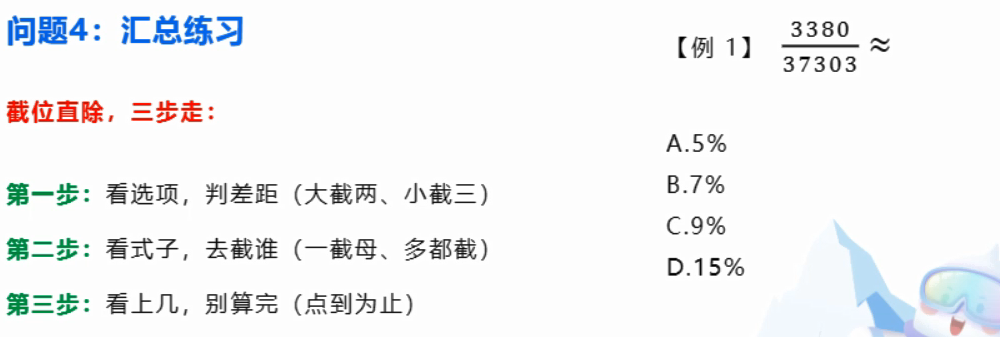 问题4：汇总练习
截位直除，三步走：
第一步：看选项，判差距（大截两、小截三）
第二步：看式子，去截谁（一截母、多都截）
第三步：看上几，别算完（点到为止）
【例 1】 3380/37303 ≈
A.5%
B.7%
C.9%
D.15%